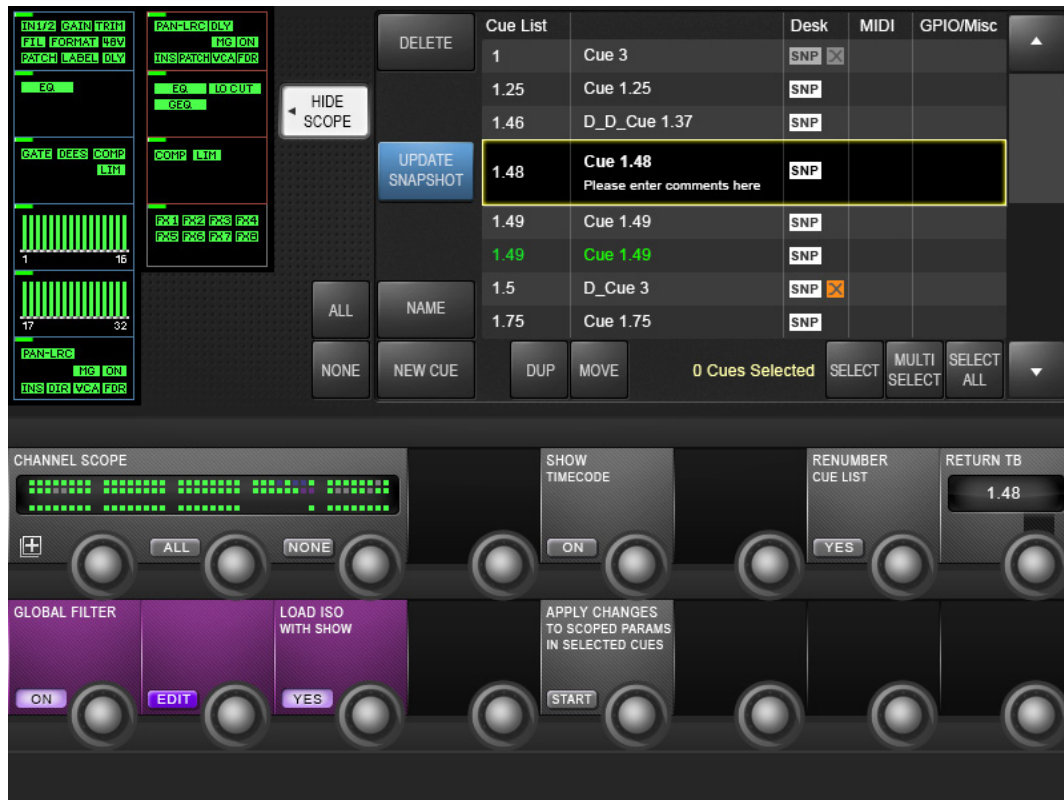 IN1/2 GAIN TRIM
FIL FORMAT 48V
PATCH LABEL DLY
EQ
GATE DEES COMP
LIM
1 16
17 32
PAN-LRC
MG ON
INS DIR VCA FDR
PAN-LRC DLY
MG ON
INS PATCH VCA FDR
EQ LO CUT
GEQ
COMP LIM
FX1 FX2 FX3 FX4
FX5 FX6 FX7 FX8
HIDE
SCOPE
ALL
NONE
DELETE
UPDATE
SNAPSHOT
NAME
NEW CUE
Cue List Desk MIDI GPIO/Misc
1 Cue 3 SNP
1.25 Cue 1.25 SNP
1.46 D_D_Cue 1.37 SNP
1.48 Cue 1.48 SNP
Please enter comments here
1.49 Cue 1.49 SNP
1.49 Cue 1.49 SNP
1.5 D_Cue 3 SNP
1.75 Cue 1.75 SNP
DUP MOVE 0 Cues Selected SELECT
MULTI
SELECT
SELECT
ALL
CHANNEL SCOPE
ALL NONE
SHOW
TIMECODE
ON
RENUMBER
CUE LIST
YES
RETURN TB
1.48
GLOBAL FILTER
ON
EDIT
LOAD ISO
WITH SHOW
YES
APPLY CHANGES
TO SCOPED PARAMS
IN SELECTED CUES
START